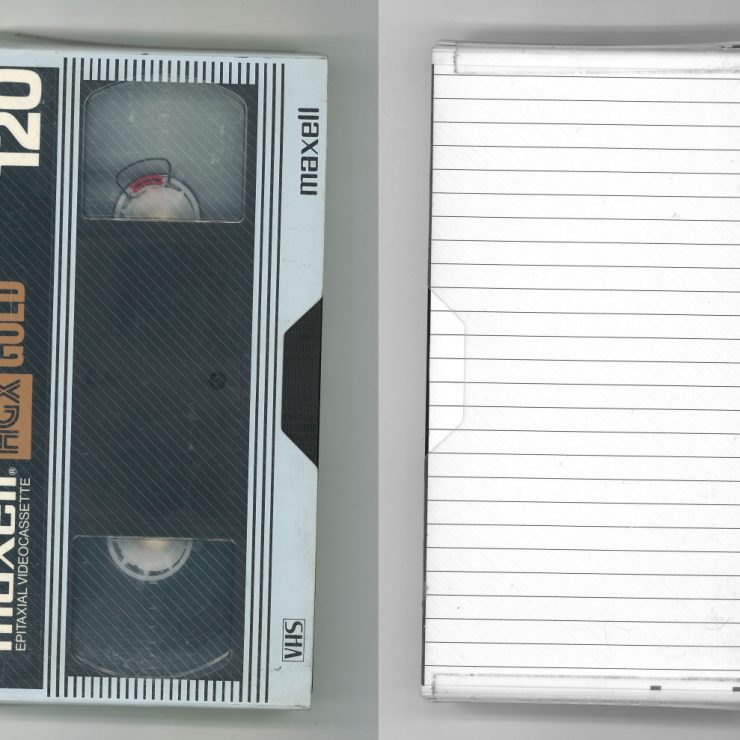 maxell® HGX GOLD 120
EPITAXIAL VIDEOCASSETTE
maxell
VHS